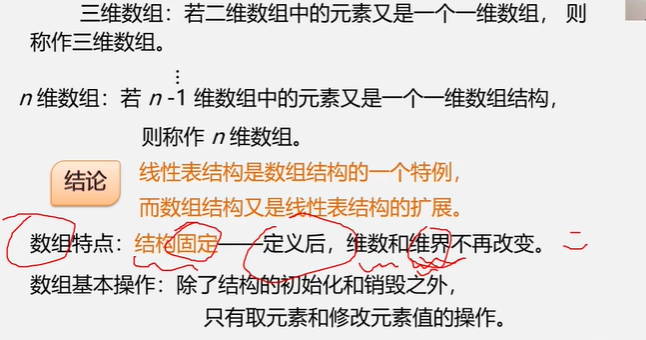 三维数组：若二维数组中的元素又是一个一维数组， 则
称作三维数组。
⋮
n 维数组：若 n -1 维数组中的元素又是一个一维数组结构，
则称作 n 维数组。
结论
线性表结构是数组结构的一个特例，
而数组结构又是线性表结构的扩展。
数组特点：结构固定——定义后，维数和维界不再改变。
数组基本操作：除了结构的初始化和销毁之外，
只有取元素和修改元素值的操作。